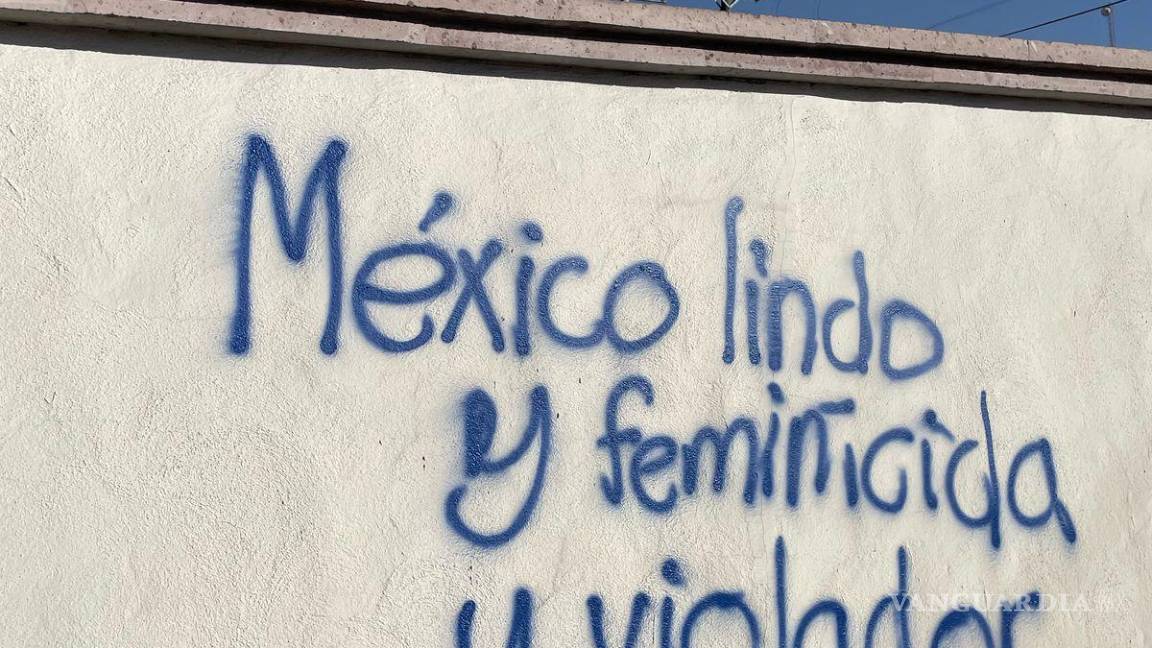 México lindo
y feminicida
y violador
VANGUARDIA